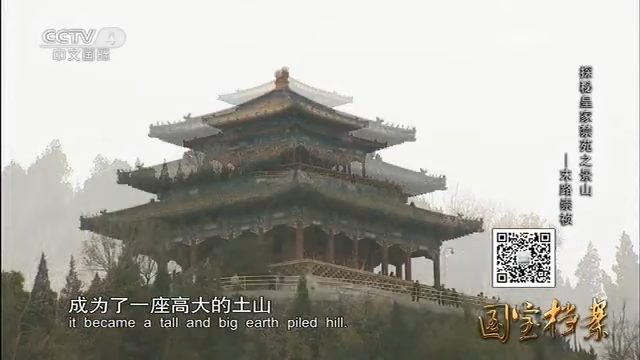 CCTV 4
中文国际
探秘皇家禁苑之景山
—末路崇祯
国宝档案
成为了一座高大的土山
it became a tall and big earth piled hill.